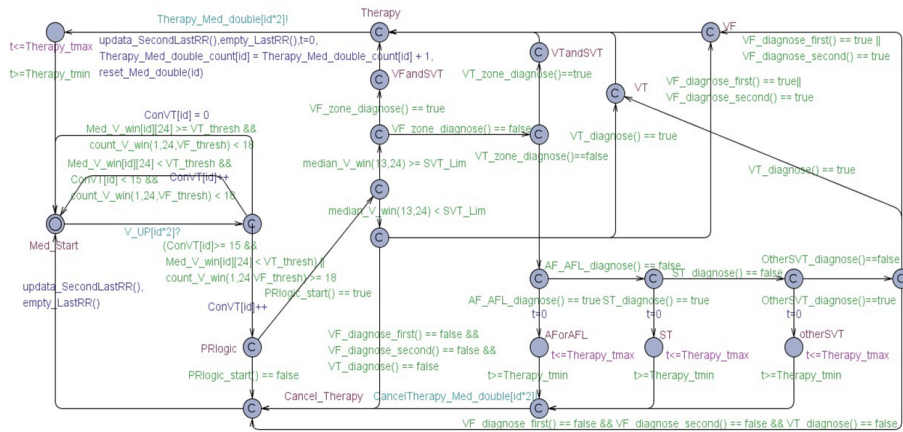 Therapy_Med_double[id*2]!
Therapy
t<=Therapy_tmax
updata_SecondLastRR(),empty_LastRR(),t=0,
Therapy_Med_double_count[id] = Therapy_Med_double_count[id] + 1,
reset_Med_double(id)
t>=Therapy_tmin
VFandSVT
VF_zone_diagnose() == true
VTandSVT
VT_zone_diagnose()==true
VF
VF_diagnose_first() == true ||
VF_diagnose_second() == true
VT
VF_diagnose_first() ==true||
VF_diagnose_second() == true
ConVT[id] = 0
Med_V_win[id][24] >= VT_thresh &&
count_V_win(1,24,VF_thresh) < 18
VF_zone_diagnose() == false
VT_zone_diagnose()==false
VT_diagnose() == true
VT_diagnose() == true
Med_V_win[id][24] < VT_thresh &&
ConVT[id] < 15 &&
ConVT[id]++
count_V_win(1,24,VF_thresh) < 18
median_V_win(13,24) >= SVT_Lim
median_V_win(13,24) < SVT_Lim
Med_Start
V_UP[id*2]?
(ConVT[id]>= 15 &&
Med_V_win[id][24] < VT_thresh) ||
count_V_win(1,24,VF_thresh) >= 18
PRlogic_start() == true
ConVT[id]++
updata_SecondLastRR(),
empty_LastRR()
AF_AFL_diagnose() == false
ST_diagnose() == false
OtherSVT_diagnose()==false
AF_AFL_diagnose() == true
ST_diagnose() == true
OtherSVT_diagnose()==true
t=0
t=0
t=0
PRlogic
VF_diagnose_first() == false &&
VF_diagnose_second() == false &&
VT_diagnose() == false
AForAFL
ST
otherSVT
t<=Therapy_tmax
t<=Therapy_tmax
t<=Therapy_tmax
PRlogic_start() == false
t>=Therapy_tmin
t>=Therapy_tmin
t>=Therapy_tmin
Cancel_Therapy
CancelTherapy_Med_double[id*2]!
VF_diagnose_first() == false && VF_diagnose_second() == false && VT_diagnose() == false